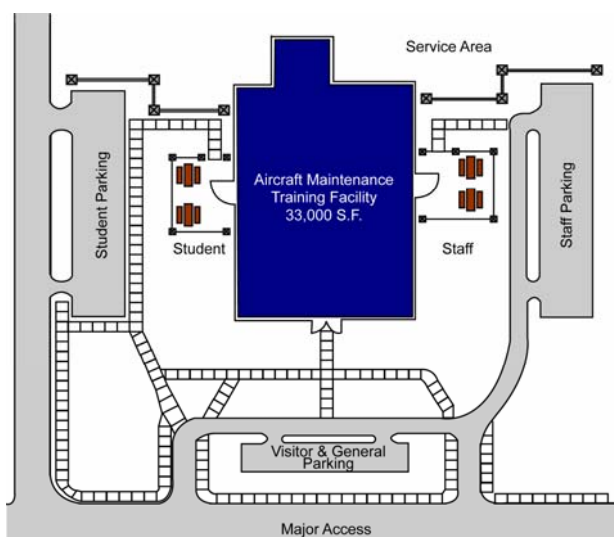 Service Area
Student Parking
Aircraft Maintenance
Training Facility
33,000 S.F.
Staff Parking
Student
Staff
Visitor & General
Parking
Major Access